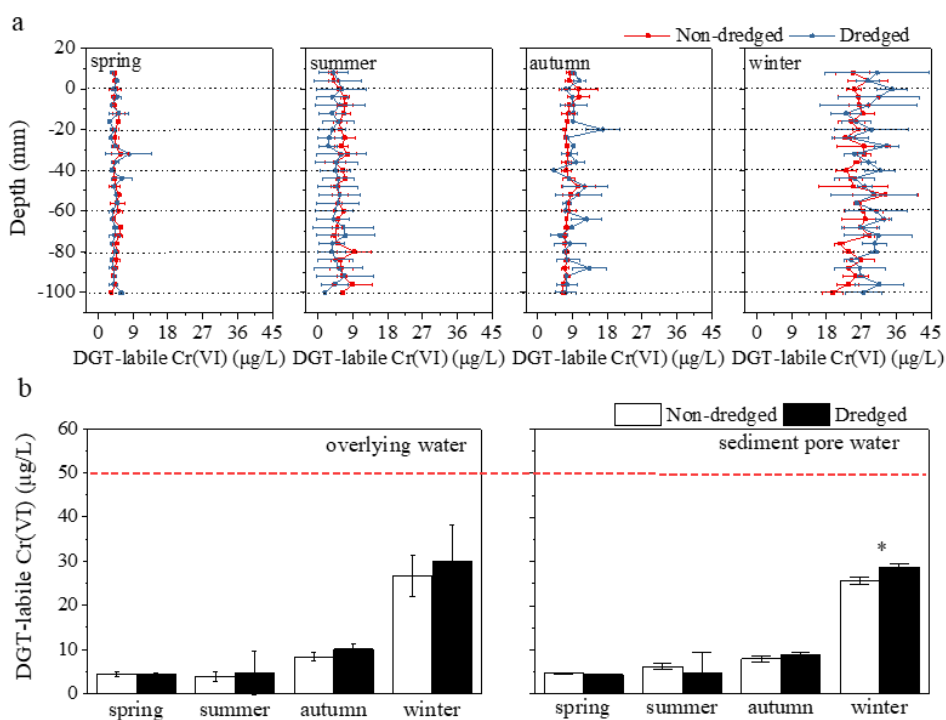 a
Non-dredged Dredged
20
0
-20
-40
-60
-80
-100
Depth (mm)
spring
summer
autumn
winter
0 9 18 27 36 45
0 9 18 27 36 45
0 9 18 27 36 45
0 9 18 27 36 45
DGT-labile Cr(VI) (μg/L)
DGT-labile Cr(VI) (μg/L)
DGT-labile Cr(VI) (μg/L)
DGT-labile Cr(VI) (μg/L)
b
Non-dredged Dredged
60
50
40
30
20
10
0
DGT-labile Cr(VI) (μg/L)
overlying water
sediment pore water
*
spring summer autumn winter
spring summer autumn winter